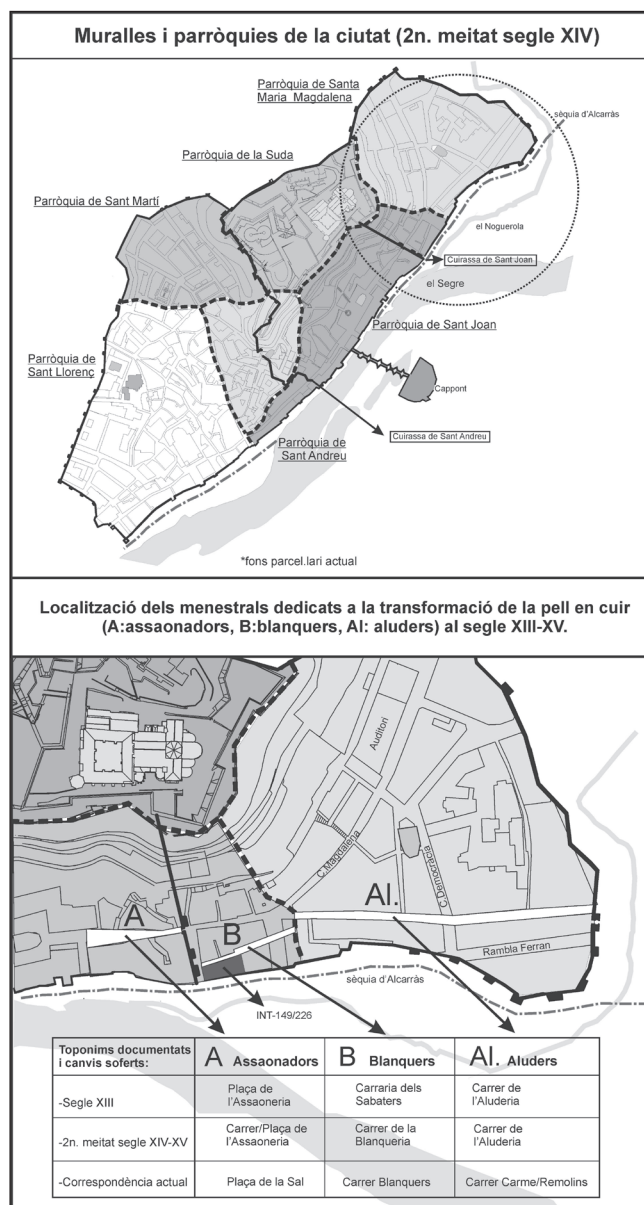 Muralles i parròquies de la ciutat (2n. meitat segle XIV)
Parròquia de Santa
Maria Magdalena
sèquia d'Alcarràs
Parròquia de la Suda
Parròquia de Sant Martí
el Noguerola
Cuirassa de Sant Joan
el Segre
Parròquia de Sant Joan
Parròquia de
Sant Llorenç
Cappont
Cuirassa de Sant Andreu
Parròquia de
Sant Andreu
*fons parcel.lari actual
Localització dels menestrals dedicats a la transformació de la pell en cuir
(A:assaonadors, B:blanquers, Al: aluders) al segle XIII-XV.
Auditori
C.Magdalena
C.Democràcia
A
B
Al.
Rambla Ferran
sèquia d'Alcarràs
INT-149/226
Toponims documentats
i canvis soferts:
A Assaonadors
B Blanquers
Al. Aluders
-Segle XIII
Plaça de
l'Assaoneria
Carraria dels
Sabaters
Carrer de
l'Aluderia
-2n. meitat segle XIV-XV
Carrer/Plaça de
l'Assaoneria
Carrer de la
Blanqueria
Carrer de
l'Aluderia
-Correspondència actual
Plaça de la Sal
Carrer Blanquers
Carrer Carme/Remolins